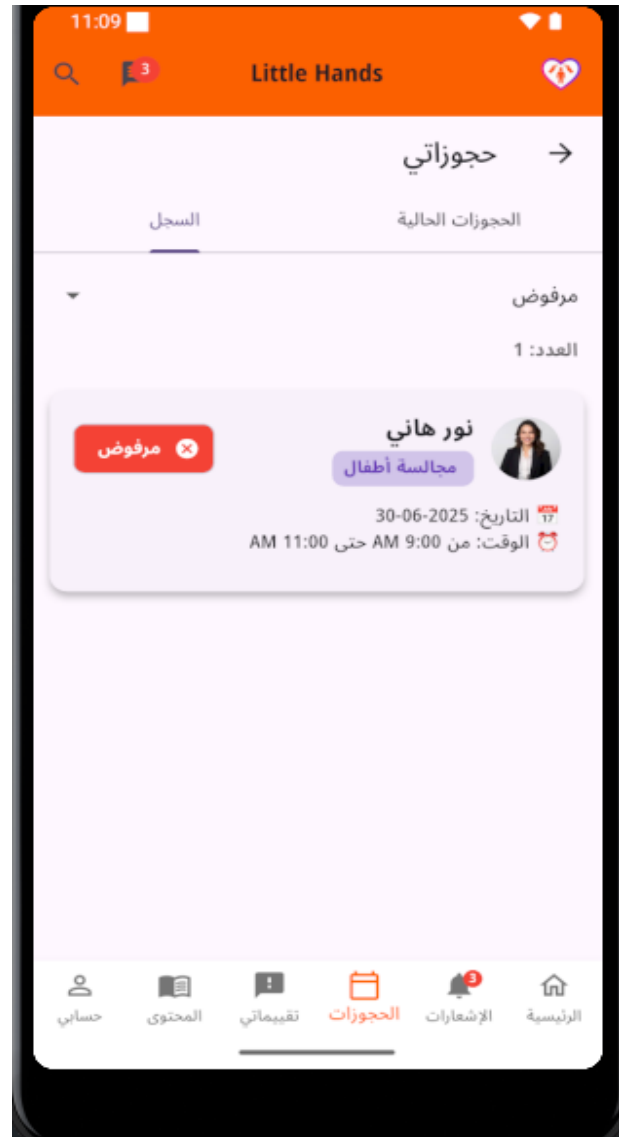 11:09
3
Little Hands
حجوزاتي
الحجوزات الحالية
السجل
مرفوض
العدد: 1
نور هاني
مجالسة أطفال
مرفوض
17
التاريخ: 2025-06-30
الوقت: من 9:00 AM حتى 11:00 AM
3
الرئيسية
الإشعارات
الحجوزات
تقييماتي
المحتوى
حسابي